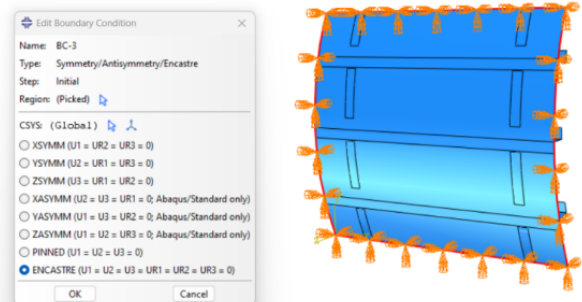 Edit Boundary Condition
Name: BC-3
Type: Symmetry/Antisymmetry/Encastre
Step: Initial
Region: (Picked)
CSYS: (Global)
XSYMM (U1 = UR2 = UR3 = 0)
YSYMM (U2 = UR1 = UR3 = 0)
ZSYMM (U3 = UR1 = UR2 = 0)
XASYMM (U2 = U3 = UR1 = 0; Abaqus/Standard only)
YASYMM (U1 = U3 = UR2 = 0; Abaqus/Standard only)
ZASYMM (U1 = U2 = UR3 = 0; Abaqus/Standard only)
PINNED (U1 = U2 = U3 = 0)
ENCASTRE (U1 = U2 = U3 = UR1 = UR2 = UR3 = 0)
OK Cancel